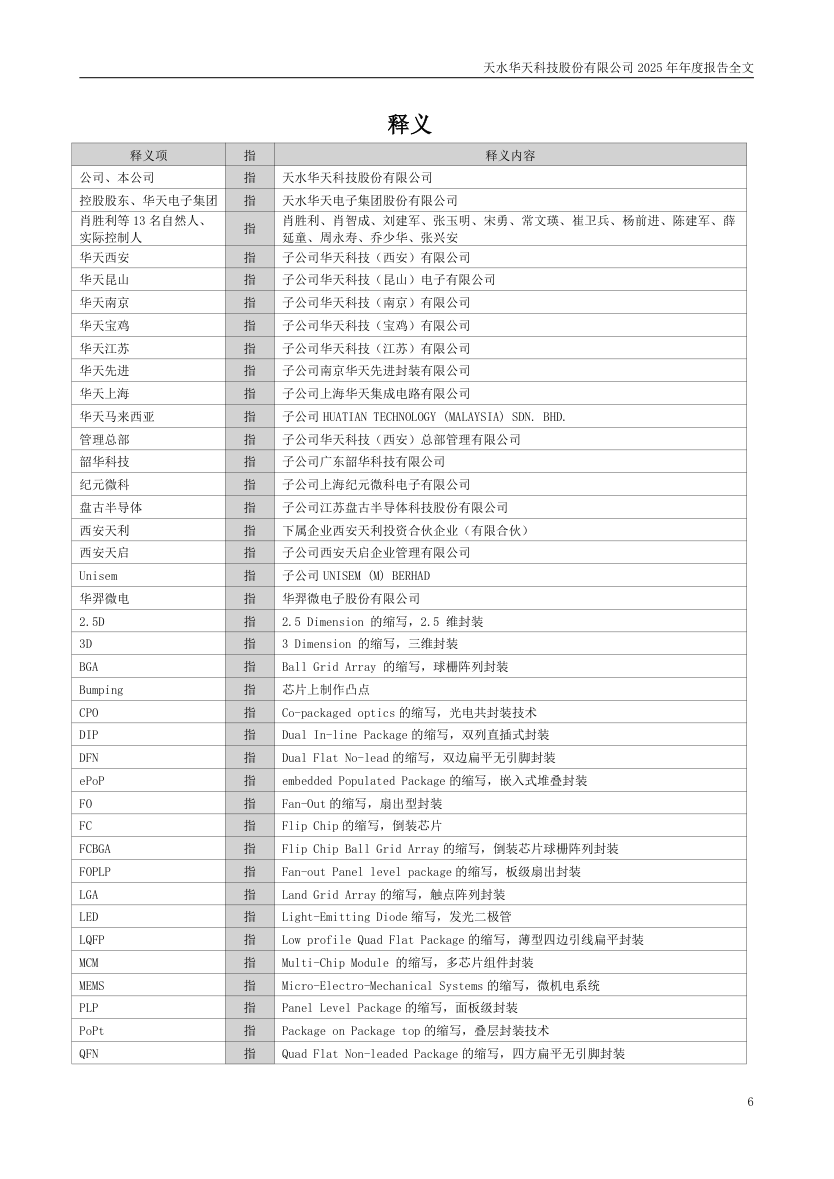 天水华天科技股份有限公司 2025 年年度报告全文
释义
释义项 指 释义内容
公司、本公司 指 天水华天科技股份有限公司
控股股东、华天电子集团 指 天水华天电子集团股份有限公司
肖胜利等 13 名自然人、
实际控制人
指
肖胜利、肖智成、刘建军、张玉明、宋勇、常文瑛、崔卫兵、杨前进、陈建军、薛
延童、周永寿、乔少华、张兴安
华天西安 指 子公司华天科技（西安）有限公司
华天昆山 指 子公司华天科技（昆山）电子有限公司
华天南京 指 子公司华天科技（南京）有限公司
华天宝鸡 指 子公司华天科技（宝鸡）有限公司
华天江苏 指 子公司华天科技（江苏）有限公司
华天先进 指 子公司南京华天先进封装有限公司
华天上海 指 子公司上海华天集成电路有限公司
华天马来西亚 指 子公司 HUATIAN TECHNOLOGY (MALAYSIA) SDN. BHD.
管理总部 指 子公司华天科技（西安）总部管理有限公司
韶华科技 指 子公司广东韶华科技有限公司
纪元微科 指 子公司上海纪元微科电子有限公司
盘古半导体 指 子公司江苏盘古半导体科技股份有限公司
西安天利 指 下属企业西安天利投资合伙企业（有限合伙）
西安天启 指 子公司西安天启企业管理有限公司
Unisem 指 子公司 UNISEM (M) BERHAD
华羿微电 指 华羿微电子股份有限公司
2.5D 指 2.5 Dimension 的缩写，2.5 维封装
3D 指 3 Dimension 的缩写，三维封装
BGA 指 Ball Grid Array 的缩写，球栅阵列封装
Bumping 指 芯片上制作凸点
CPO 指 Co-packaged optics 的缩写，光电共封装技术
DIP 指 Dual In-line Package 的缩写，双列直插式封装
DFN 指 Dual Flat No-lead 的缩写，双边扁平无引脚封装
ePoP 指 embedded Populated Package 的缩写，嵌入式堆叠封装
FO 指 Fan-Out 的缩写，扇出型封装
FC 指 Flip Chip 的缩写，倒装芯片
FCBGA 指 Flip Chip Ball Grid Array 的缩写，倒装芯片球栅阵列封装
FOPLP 指 Fan-out Panel level package 的缩写，板级扇出封装
LGA 指 Land Grid Array 的缩写，触点阵列封装
LED 指 Light-Emitting Diode 缩写，发光二极管
LQFP 指 Low profile Quad Flat Package 的缩写，薄型四边引线扁平封装
MCM 指 Multi-Chip Module 的缩写，多芯片组件封装
MEMS 指 Micro-Electro-Mechanical Systems 的缩写，微机电系统
PLP 指 Panel Level Package 的缩写，面板级封装
PoPt 指 Package on Package top 的缩写，叠层封装技术
QFN 指 Quad Flat Non-leaded Package 的缩写，四方扁平无引脚封装
6